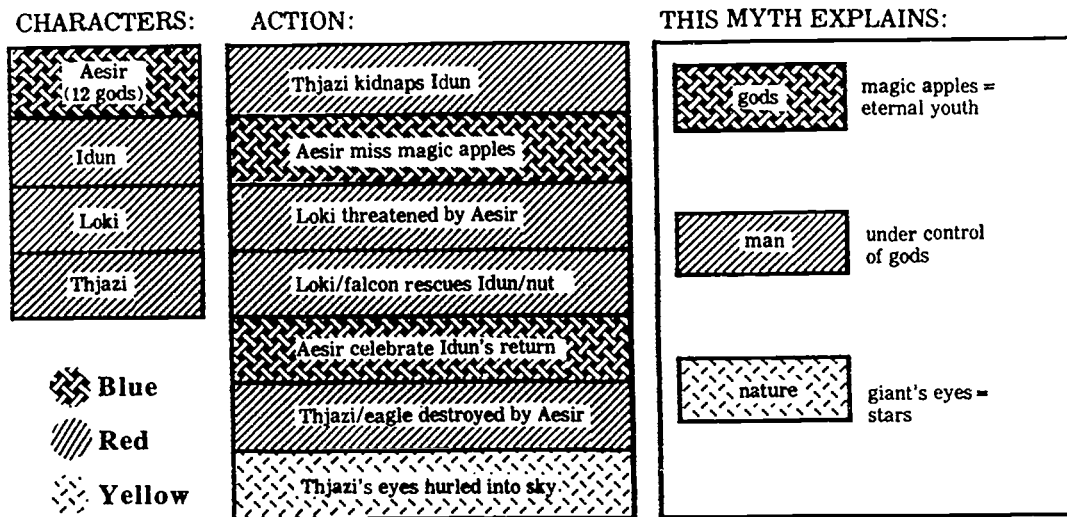 CHARACTERS:
Aesir
(12 gods)
Idun
Loki
Thjazi
Blue
Red
Yellow
ACTION:
Thjazi kidnaps Idun
Aesir miss magic apples
Loki threatened by Aesir
Loki/falcon rescues Idun/nut
Aesir celebrate Idun's return
Thjazi/eagle destroyed by Aesir
Thjazi's eyes hurled into sky
THIS MYTH EXPLAINS:
gods
magic apples =
eternal youth
man
under control
of gods
nature
giant's eyes =
stars